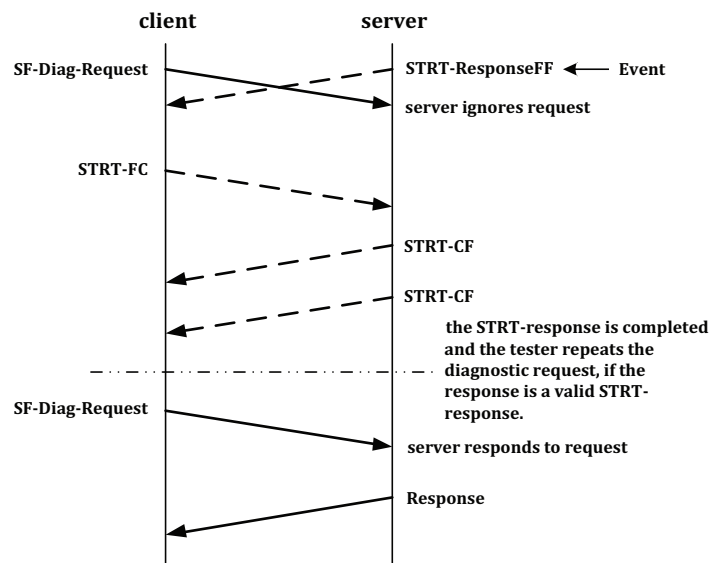 client
server
SF-Diag-Request
STRT-ResponseFF
Event
server ignores request
STRT-FC
STRT-CF
STRT-CF
the STRT-response is completed
and the tester repeats the
diagnostic request, if the
response is a valid STRT-
response.
SF-Diag-Request
server responds to request
Response